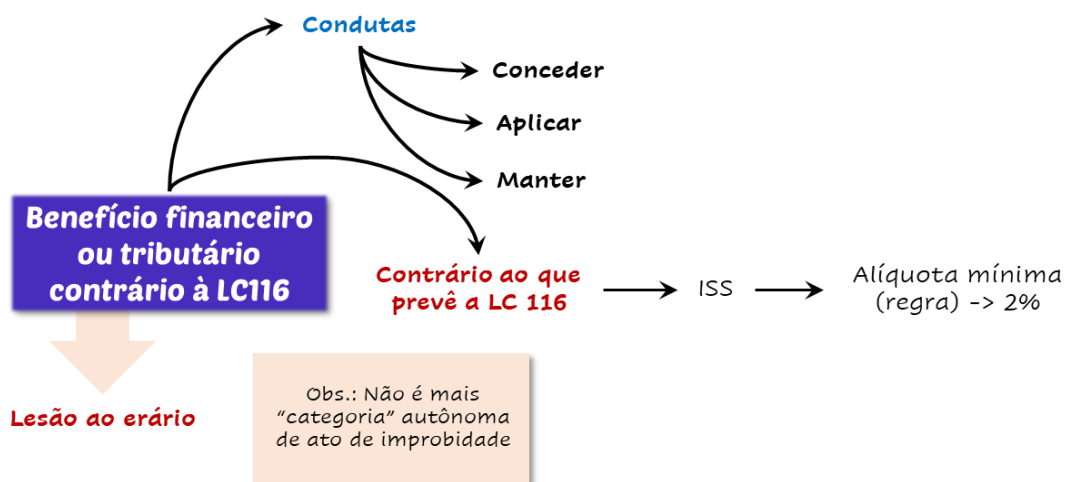 Condutas
Conceder
Aplicar
Manter
Benefício financeiro
ou tributário
contrário à LC116
Contrário ao que
prevê a LC 116
ISS
Alíquota mínima
(regra) -> 2%
Lesão ao erário
Obs.: Não é mais
“categoria” autônoma
de ato de improbidade